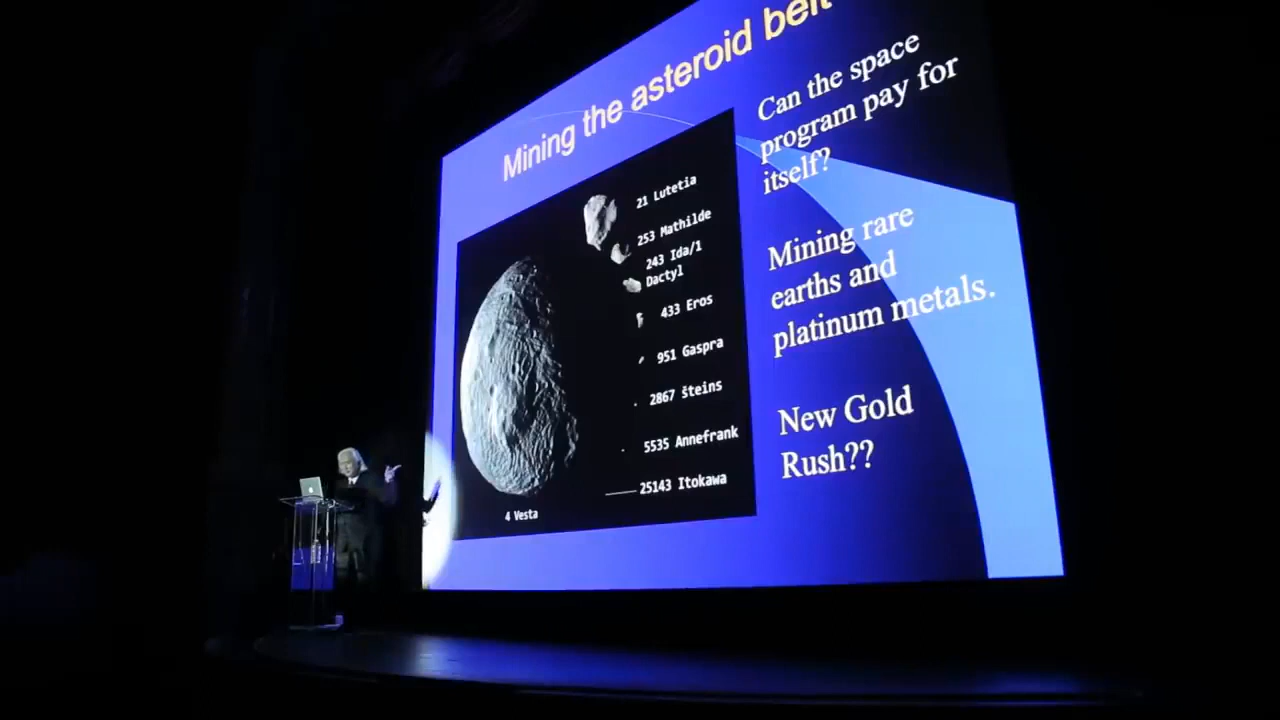 Mining the asteroid belt
Can the space
program pay for
itself?
Mining rare
earths and
platinum metals.
New Gold
Rush??
21 Lutetia
253 Mathilde
243 Ida/1
Dactyl
433 Eros
951 Gaspra
2867 šteins
5535 Annefrank
25143 Itokawa
4 Vesta